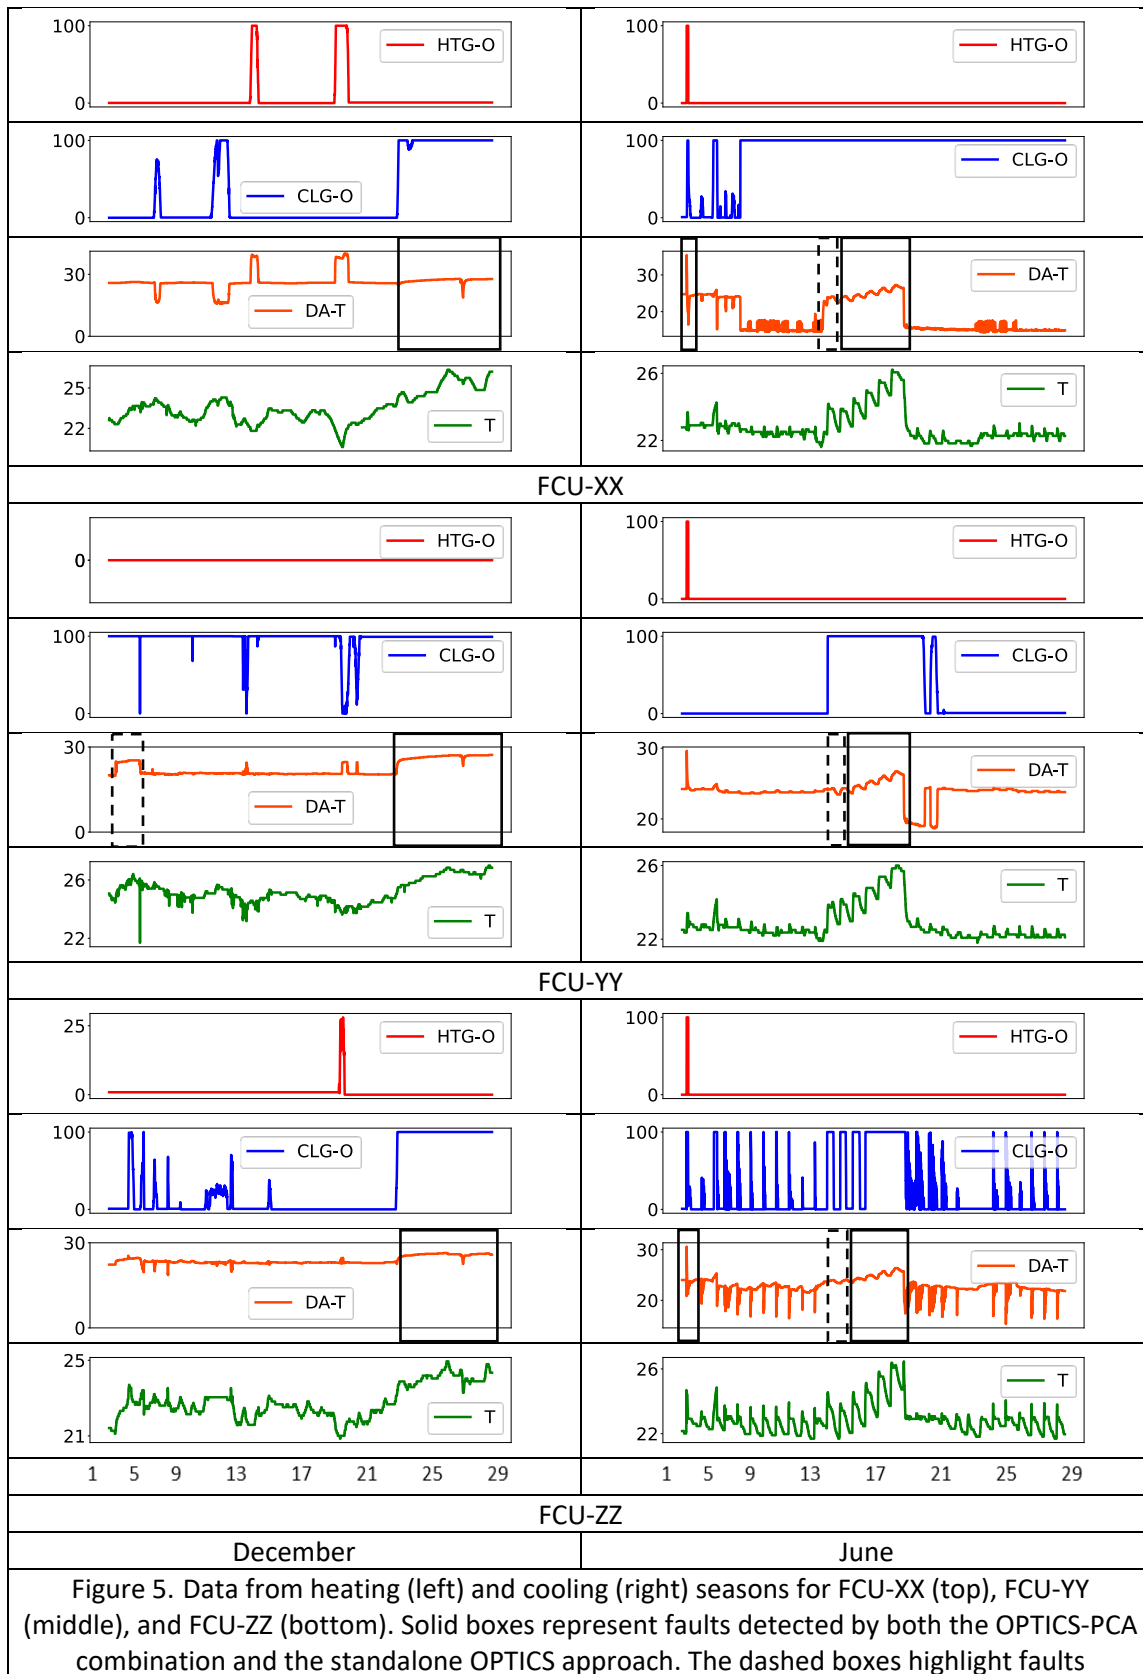 100
HTG-O
0
100
HTG-O
0
100
CLG-O
0
100
CLG-O
0
30
DA-T
0
30
DA-T
20
25
22
T
26
T
22
FCU-XX
HTG-O
0
100
HTG-O
0
100
CLG-O
0
100
CLG-O
0
30
DA-T
0
30
DA-T
20
26
T
22
26
T
22
FCU-YY
25
HTG-O
0
100
HTG-O
0
100
CLG-O
0
100
CLG-O
0
30
DA-T
0
30
DA-T
20
25
T
21
26
T
22
1 5 9 13 17 21 25 29
1 5 9 13 17 21 25 29
FCU-ZZ
December
June
Figure 5. Data from heating (left) and cooling (right) seasons for FCU-XX (top), FCU-YY
(middle), and FCU-ZZ (bottom). Solid boxes represent faults detected by both the OPTICS-PCA
combination and the standalone OPTICS approach. The dashed boxes highlight faults